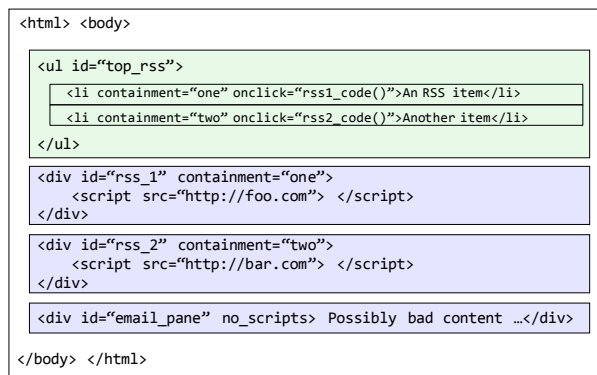 <html> <body>
<ul id=“top_rss”>
<li containment=“one” onclick=“rss1_code()”>An RSS item</li>
<li containment=“two” onclick=“rss2_code()”>Another item</li>
</ul>
<div id=“rss_1” containment=“one”>
<script src=“http://foo.com”> </script>
</div>
<div id=“rss_2” containment=“two”>
<script src=“http://bar.com”> </script>
</div>
<div id=“email_pane” no_scripts> Possibly bad content …</div>
</body> </html>